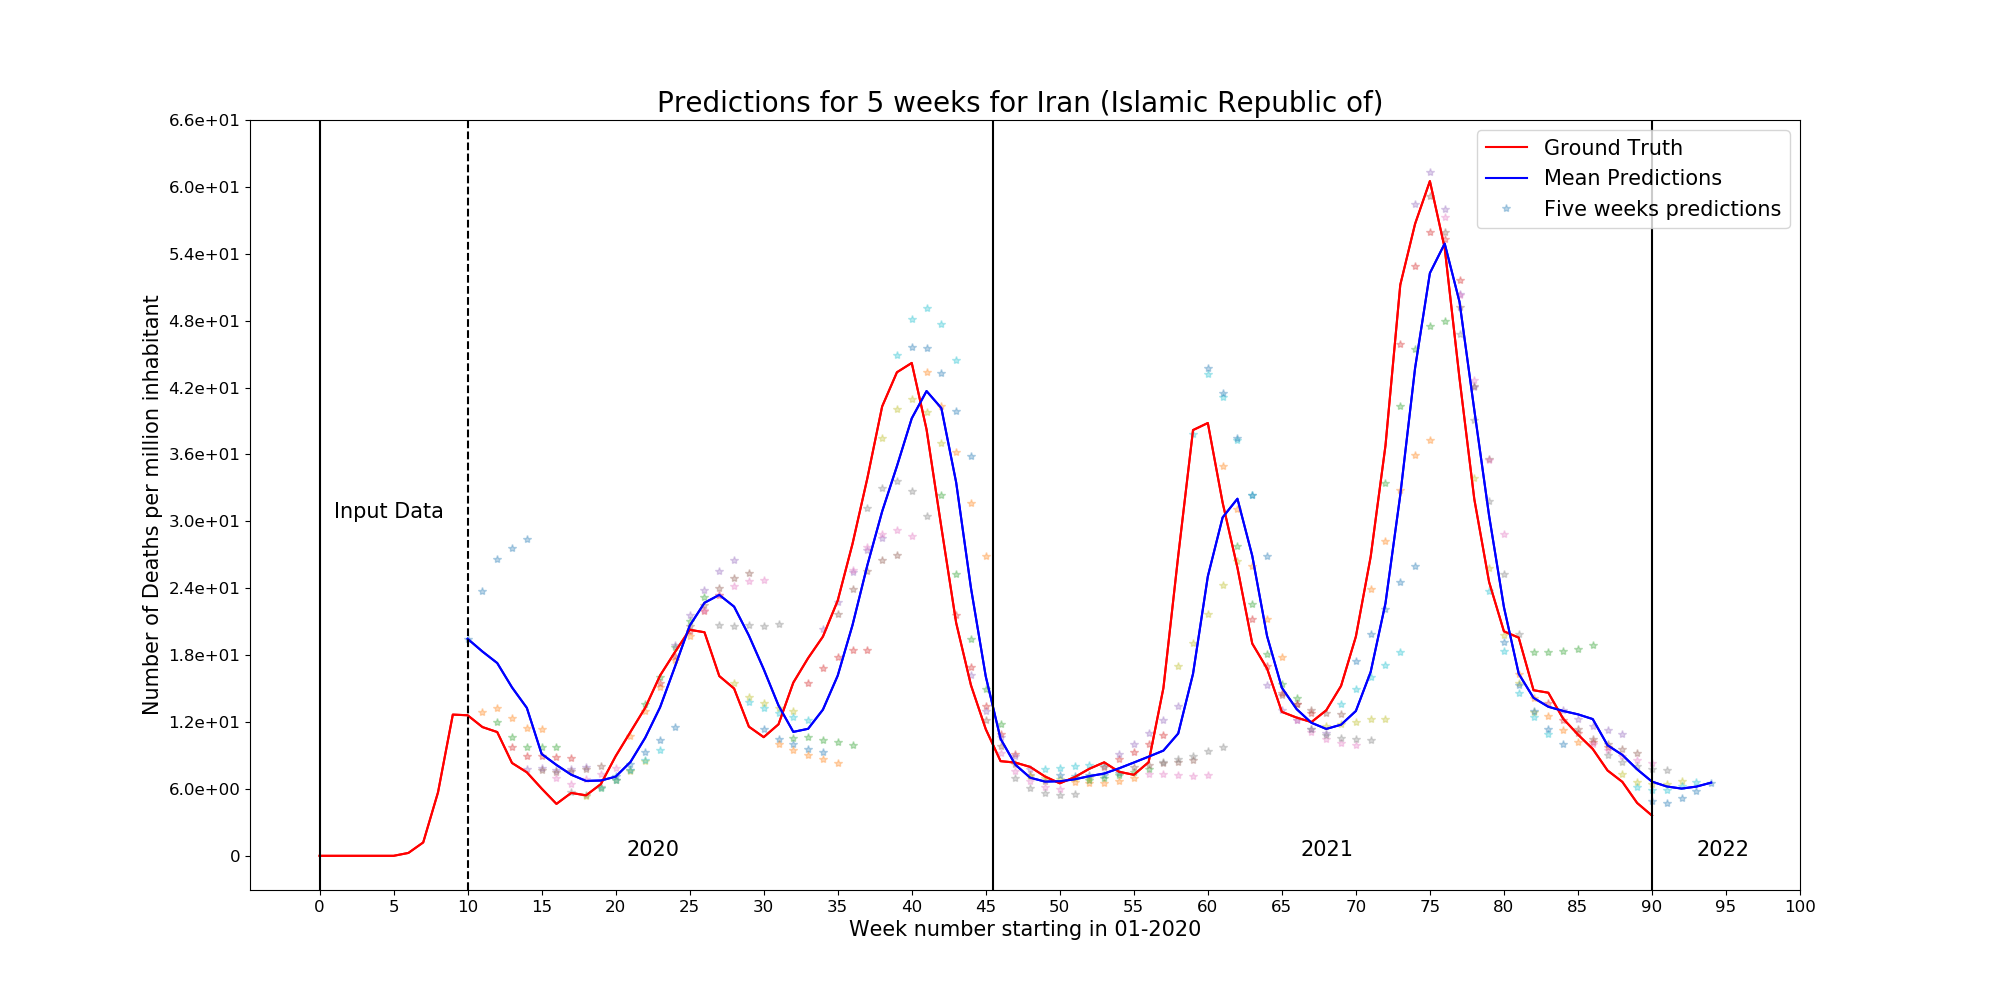 Predictions for 5 weeks for Iran (Islamic Republic of)
6.6e+01
6.0e+01
5.4e+01
4.8e+01
4.2e+01
3.6e+01
3.0e+01
2.4e+01
1.8e+01
1.2e+01
6.0e+00
0
Number of Deaths per million inhabitant
Ground Truth
Mean Predictions
Five weeks predictions
Input Data
2020 2021 2022
0 5 10 15 20 25 30 35 40 45 50 55 60 65 70 75 80 85 90 95 100
Week number starting in 01-2020